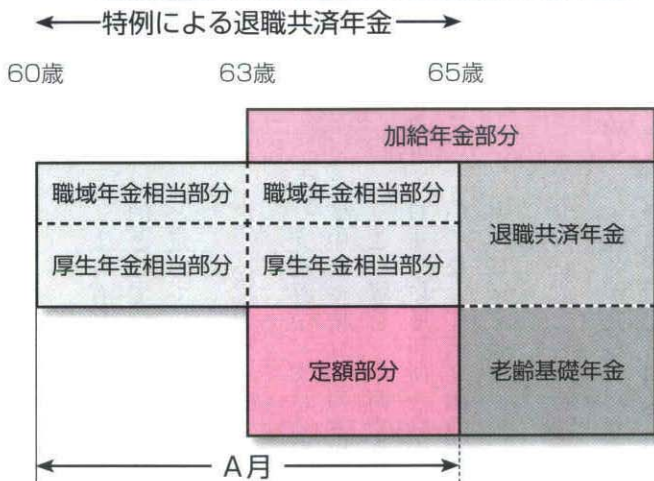 特例による退職共済年金
60歳 63歳 65歳
加給年金部分
職域年金相当部分 職域年金相当部分
退職共済年金
厚生年金相当部分 厚生年金相当部分
定額部分 老齢基礎年金
A月